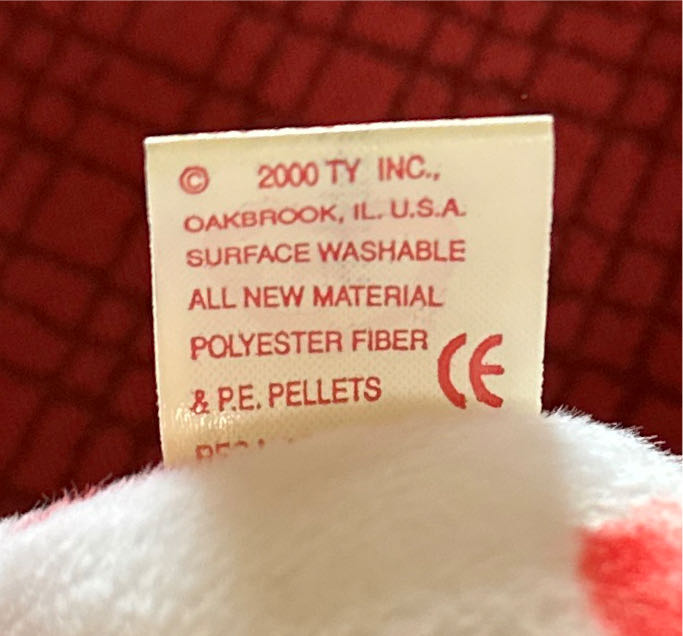 © 2000 TY INC.,
OAKBROOK, IL. U.S.A.
SURFACE WASHABLE
ALL NEW MATERIAL
POLYESTER FIBER
& P.E. PELLETS CE